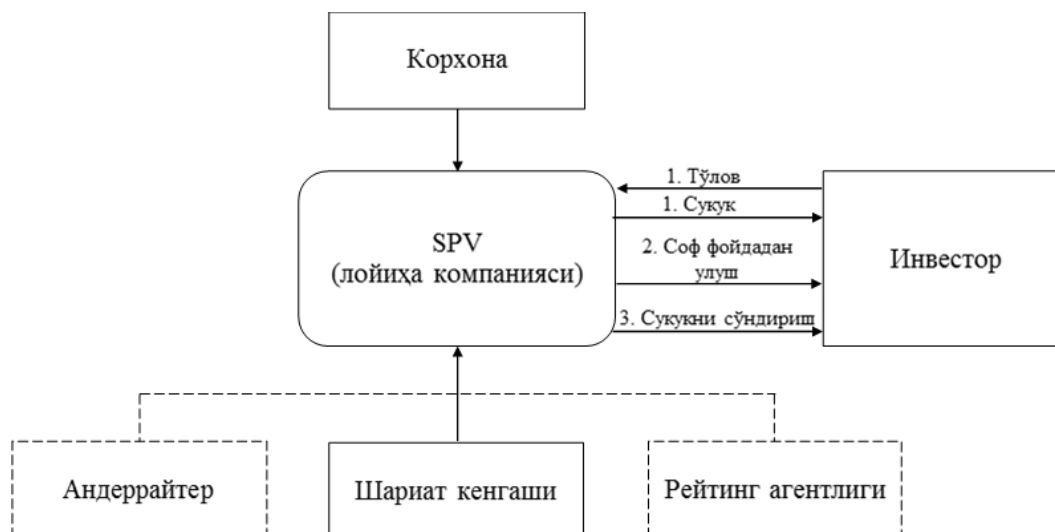 Корхона
1. Тўлов
1. Сукук
SPV
(лойиҳа компанияси)
2. Соф фойдадан
улуш
3. Сукукни сўндириш
Инвестор
Андеррайтер
Шариат кенгаши
Рейтинг агентлиги